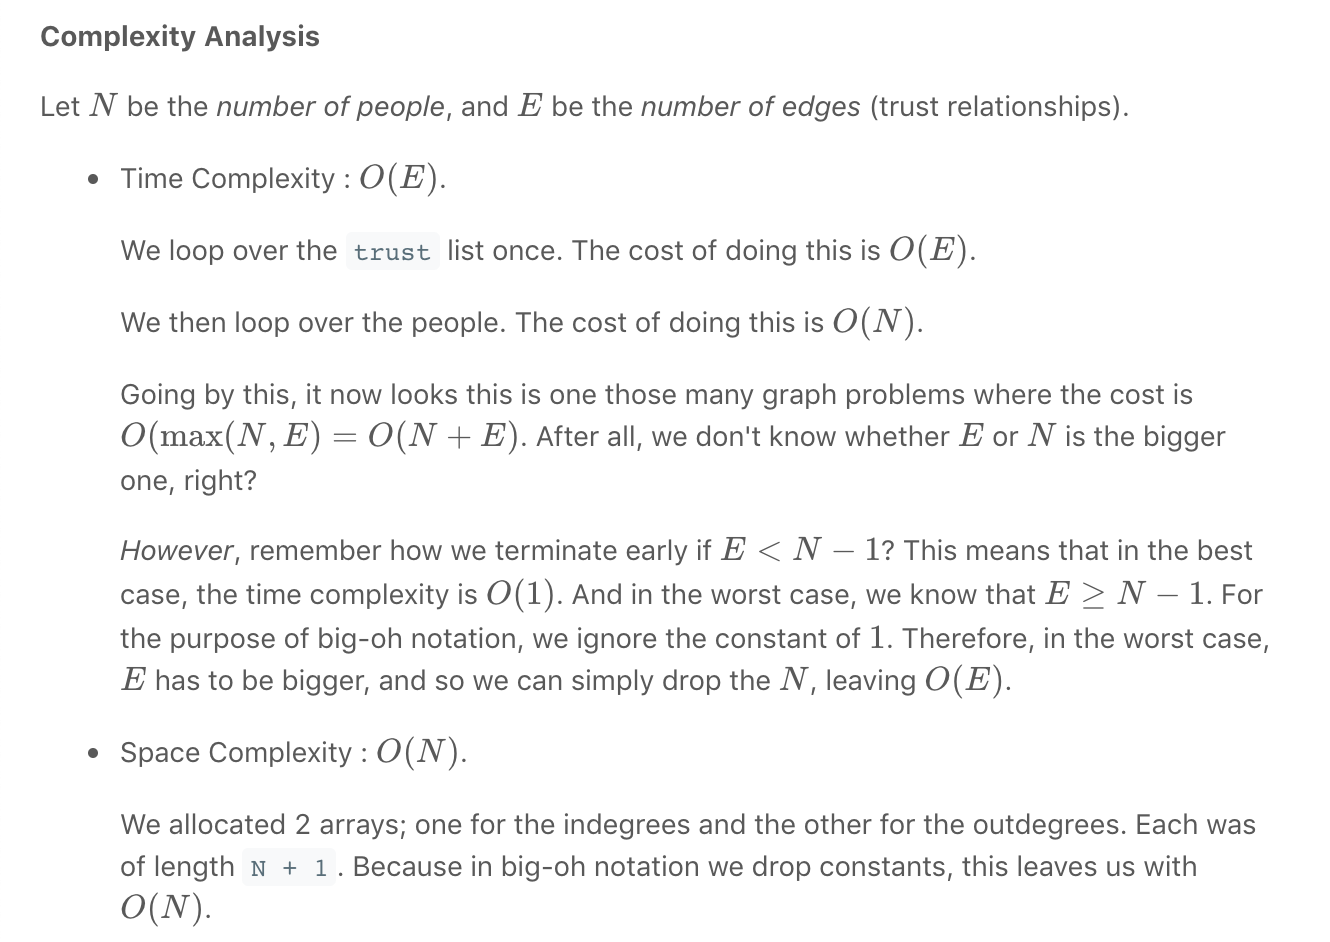 Complexity Analysis
Let N be the number of people, and E be the number of edges (trust relationships).
• Time Complexity : O(E).
We loop over the trust list once. The cost of doing this is O(E).
We then loop over the people. The cost of doing this is O(N).
Going by this, it now looks this is one those many graph problems where the cost is
O(max(N, E) = O(N + E). After all, we don't know whether E or N is the bigger
one, right?
However, remember how we terminate early if E < N − 1? This means that in the best
case, the time complexity is O(1). And in the worst case, we know that E ≥ N − 1. For
the purpose of big-oh notation, we ignore the constant of 1. Therefore, in the worst case,
E has to be bigger, and so we can simply drop the N, leaving O(E).
• Space Complexity : O(N).
We allocated 2 arrays; one for the indegrees and the other for the outdegrees. Each was
of length N + 1. Because in big-oh notation we drop constants, this leaves us with
O(N).